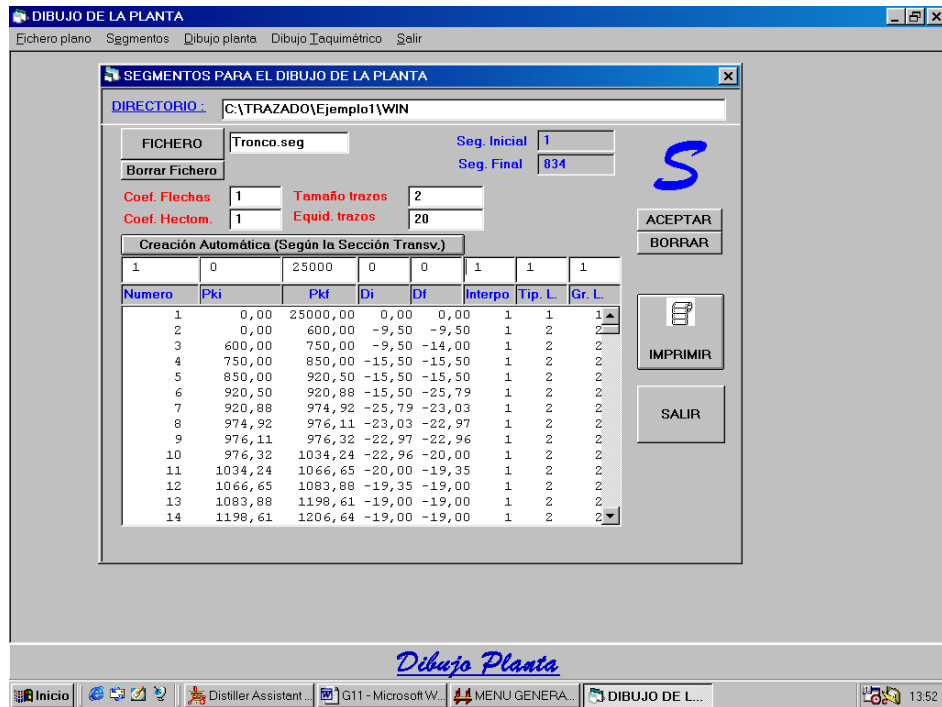 DIBUJO DE LA PLANTA
Fichero plano Segmentos Dibujo planta Dibujo Taquimétrico Salir
SEGMENTOS PARA EL DIBUJO DE LA PLANTA
DIRECTORIO : C:\TRAZADO\Ejemplo1\WIN
FICHERO Tronco.seg Seg. Inicial 1
Borrar Fichero Seg. Final 834
S
Coef. Flechas 1 Tamaño trazos 2
Coef. Hectom. 1 Equid. trazos 20
ACEPTAR
BORRAR
Creación Automática (Según la Sección Transv.)
1 0 25000 0 0 1 1 1
Numero Pki Pkf Di Df Interpo Tip. L. Gr. L.
1 0,00 25000,00 0,00 0,00 1 1 1
2 0,00 600,00 -9,50 -9,50 1 2 2
3 600,00 750,00 -9,50 -14,00 1 2 2
4 750,00 850,00 -15,50 -15,50 1 2 2
5 850,00 920,50 -15,50 -15,50 1 2 2
6 920,50 920,88 -15,50 -25,79 1 2 2
7 920,88 974,92 -25,79 -23,03 1 2 2
8 974,92 976,11 -23,03 -22,97 1 2 2
9 976,11 976,32 -22,97 -22,96 1 2 2
10 976,32 1034,24 -22,96 -20,00 1 2 2
11 1034,24 1066,65 -20,00 -19,35 1 2 2
12 1066,65 1083,88 -19,35 -19,00 1 2 2
13 1083,88 1198,61 -19,00 -19,00 1 2 2
14 1198,61 1206,64 -19,00 -19,00 1 2 2
IMPRIMIR
SALIR
Dibujo Planta
Inicio Distiller Assistant... G11 - Microsoft W... MENU GENERA... DIBUJO DE L... 13:52